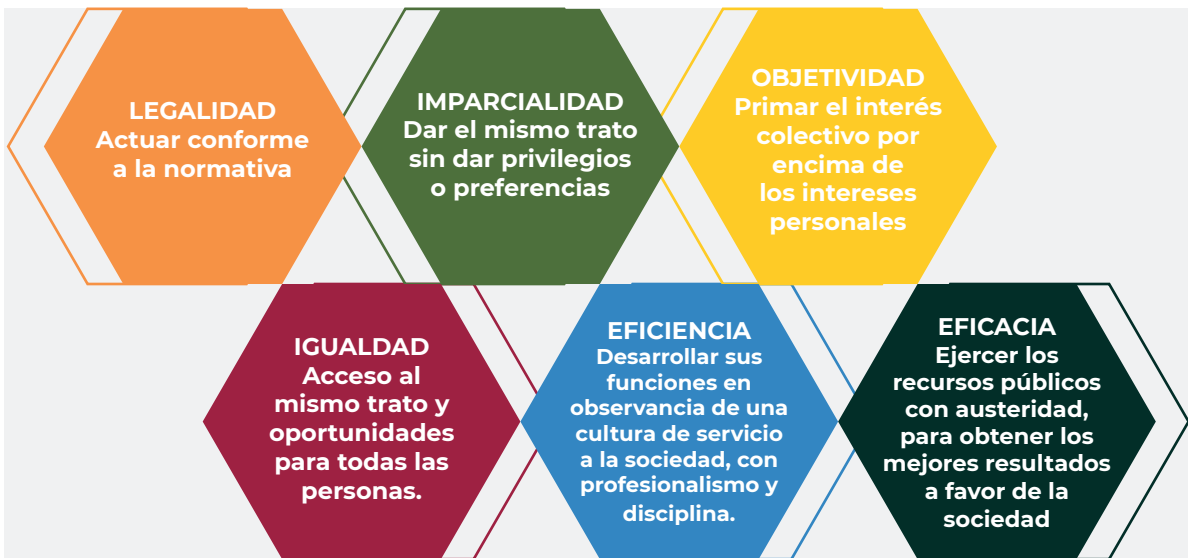 LEGALIDAD
Actuar conforme
a la normativa
IMPARCIALIDAD
Dar el mismo trato
sin dar privilegios
o preferencias
OBJETIVIDAD
Primar el interés
colectivo por
encima de
los intereses
personales
IGUALDAD
Acceso al
mismo trato y
oportunidades
para todas las
personas.
EFICIENCIA
Desarrollar sus
funciones en
observancia de una
cultura de servicio
a la sociedad, con
profesionalismo y
disciplina.
EFICACIA
Ejercer los
recursos públicos
con austeridad,
para obtener los
mejores resultados
a favor de la
sociedad